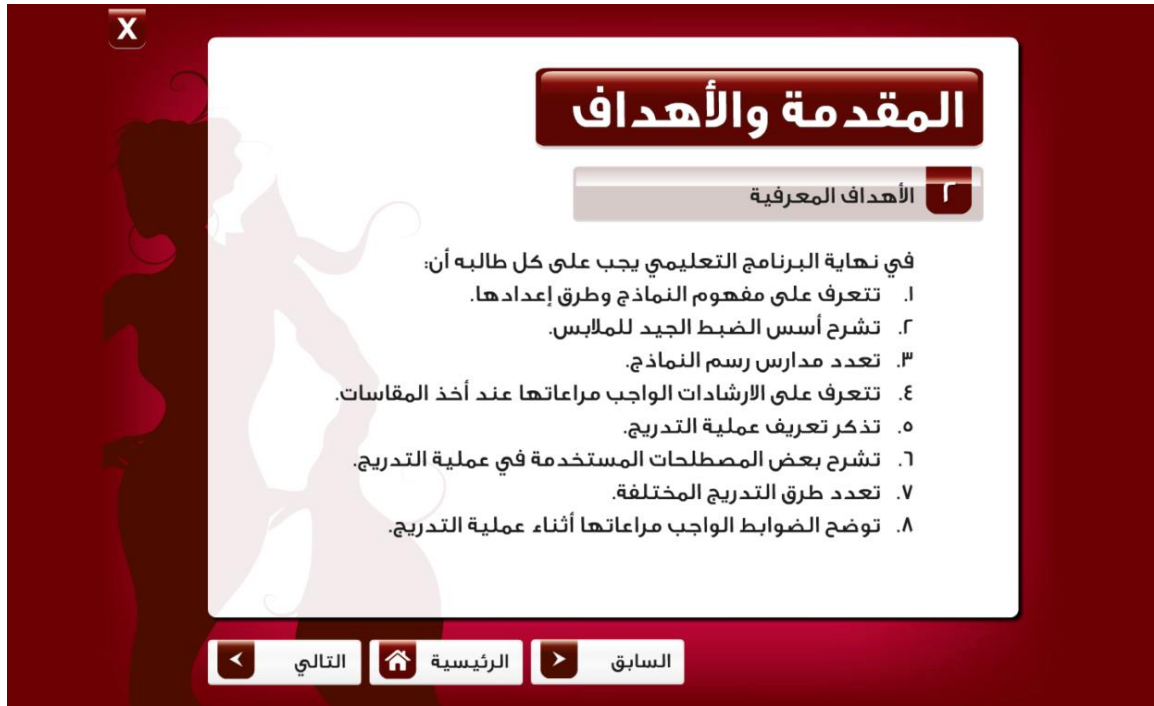 X
المقدمة والأهداف
٢ الأهداف المعرفية
في نهاية البرنامج التعليمي يجب على كل طالبه أن:
١. تتعرف على مفهوم النماذج وطرق إعدادها.
٢. تشرح أسس الضبط الجيد للملابس.
٣. تعدد مدارس رسم النماذج.
٤. تتعرف على الارشادات الواجب مراعاتها عند أخذ المقاسات.
٥. تذكر تعريف عملية التدريج.
٦. تشرح بعض المصطلحات المستخدمة في عملية التدريج.
٧. تعدد طرق التدريج المختلفة.
٨. توضح الضوابط الواجب مراعاتها أثناء عملية التدريج.
السابق الرئيسية التالي